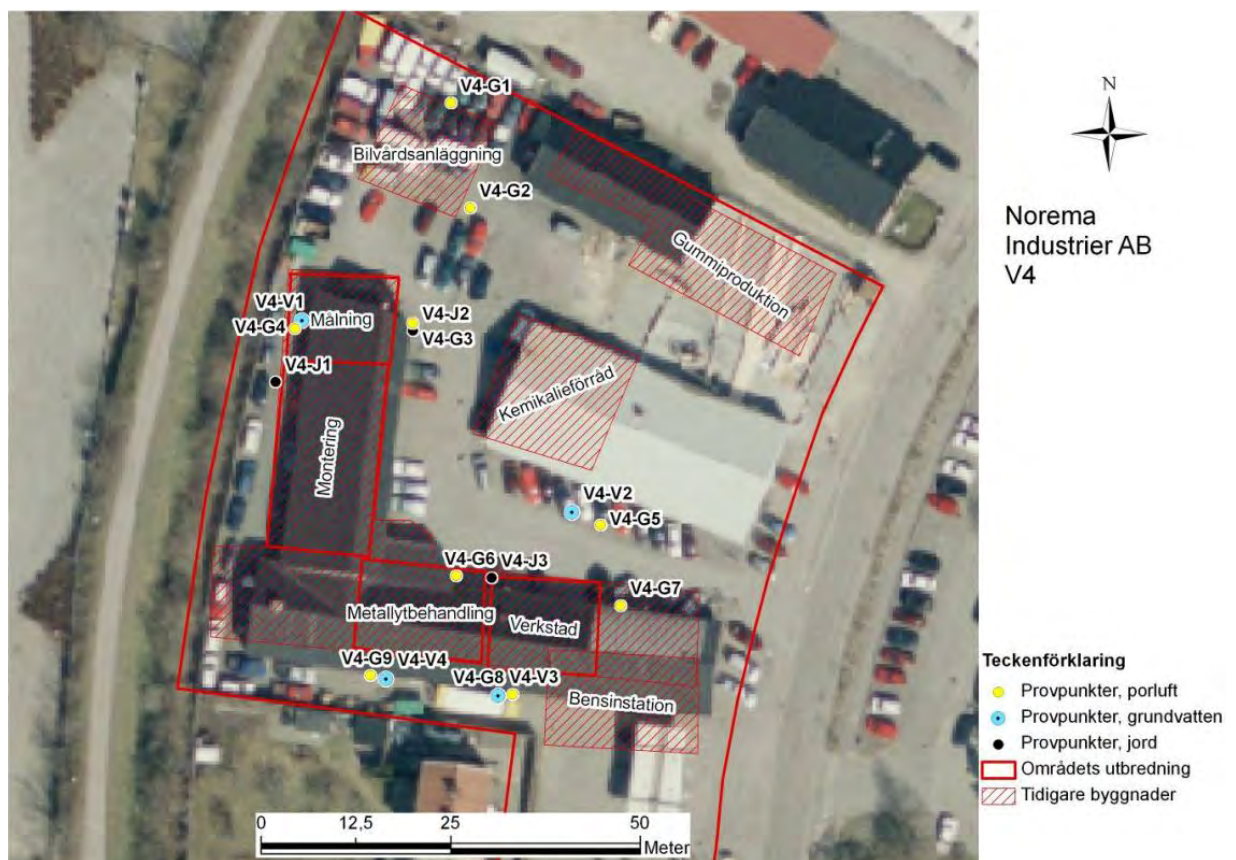 V4-G1
Bilvårdsanläggning
V4-G2
Gummiproduktion
V4-V1
V4-G4
Målning
V4-J2
V4-G3
V4-J1
Kemikalieförråd
Montering
V4-V2
V4-G5
V4-G6
V4-J3
V4-G7
Metallytbehandling
Verkstad
V4-G9
V4-V4
V4-G8
V4-V3
Bensinstation
0
12,5
25
50
Meter
N
Norema
Industrier AB
V4
Teckenförklaring
Provpunkter, porluft
Provpunkter, grundvatten
Provpunkter, jord
Områdets utbredning
Tidigare byggnader